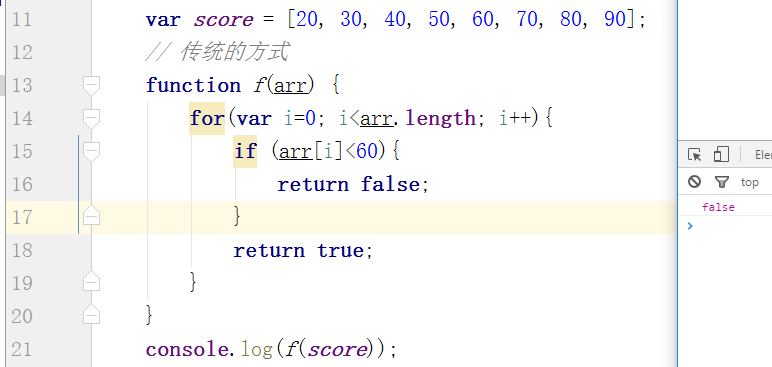 11 var score = [20, 30, 40, 50, 60, 70, 80, 90];
12 // 传统的方式
13 function f(arr) {
14 for(var i=0; i<arr.length; i++){
15 if (arr[i]<60){
16 return false;
17 }
18 return true;
19 }
20 }
21 console.log(f(score));
Eler
top
false